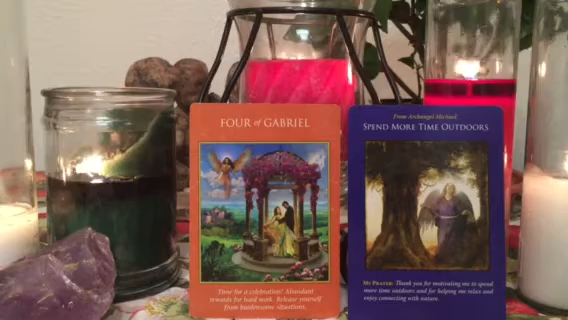 FOUR of GABRIEL
Time for a celebration! Abundant
rewards for hard work. Release yourself
from burdensome situations.
From Archangel Michael:
SPEND MORE TIME OUTDOORS
MY PRAYER: Thank you for motivating me to spend
more time outdoors and for helping me relax and
enjoy connecting with nature.